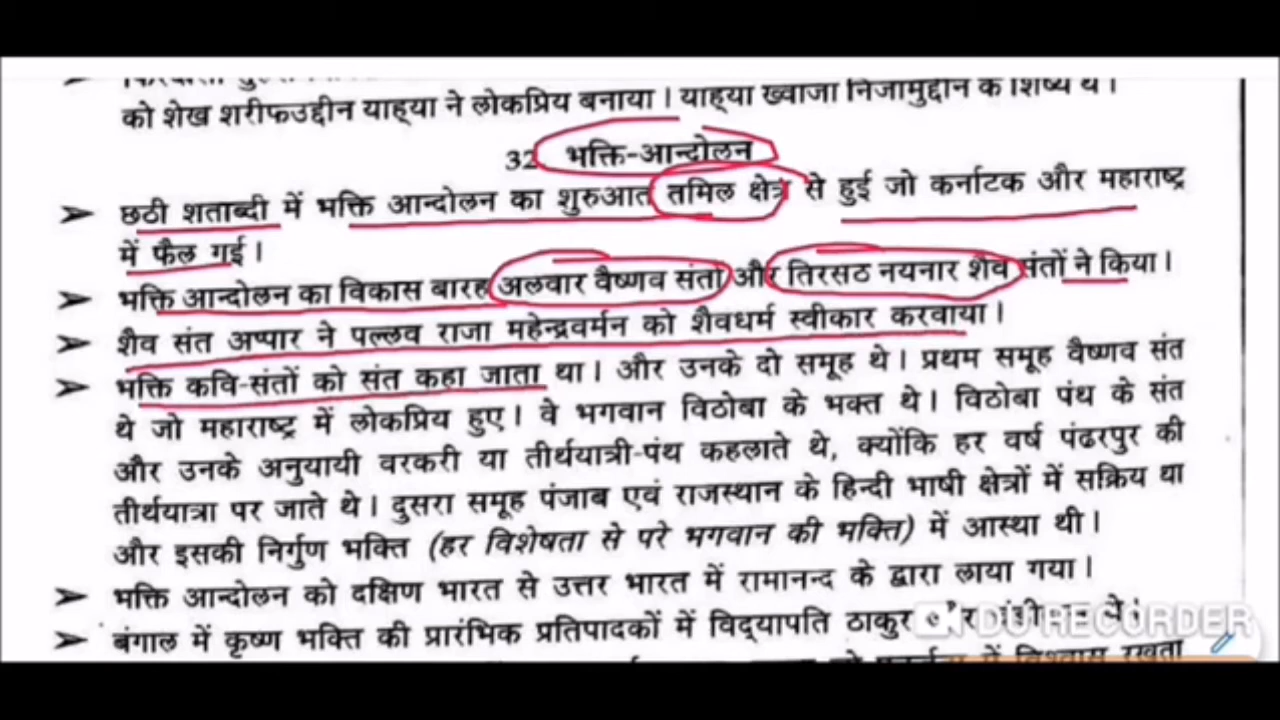 को शेख शरीफउद्दीन याह्या ने लोकप्रिय बनाया। याह्या ख्वाजा निजामुद्दीन के शिष्य थे।
32 भक्ति-आन्दोलन
➢ छठी शताब्दी में भक्ति आन्दोलन का शुरुआत तमिल क्षेत्र से हुई जो कर्नाटक और महाराष्ट्र
में फैल गई।
➢ भक्ति आन्दोलन का विकास बारह अलवार वैष्णव संतों और तिरसठ नयनार शैव संतों ने किया।
➢ शैव संत अप्पार ने पल्लव राजा महेन्द्रवर्मन को शैवधर्म स्वीकार करवाया।
➢ भक्ति कवि-संतों को संत कहा जाता था। और उनके दो समूह थे। प्रथम समूह वैष्णव संत
थे जो महाराष्ट्र में लोकप्रिय हुए। वे भगवान विठोबा के भक्त थे। विठोबा पंथ के संत
और उनके अनुयायी वरकरी या तीर्थयात्री-पंथ कहलाते थे, क्योंकि हर वर्ष पंढरपुर की
तीर्थयात्रा पर जाते थे। दुसरा समूह पंजाब एवं राजस्थान के हिन्दी भाषी क्षेत्रों में सक्रिय था
और इसकी निर्गुण भक्ति (हर विशेषता से परे भगवान की भक्ति) में आस्था थी।
➢ भक्ति आन्दोलन को दक्षिण भारत से उत्तर भारत में रामानन्द के द्वारा लाया गया।
➢ बंगाल में कृष्ण भक्ति की प्रारंभिक प्रतिपादकों में विद्यापति ठाकुर थे।
DU RECORDER
में विश्वास रखता